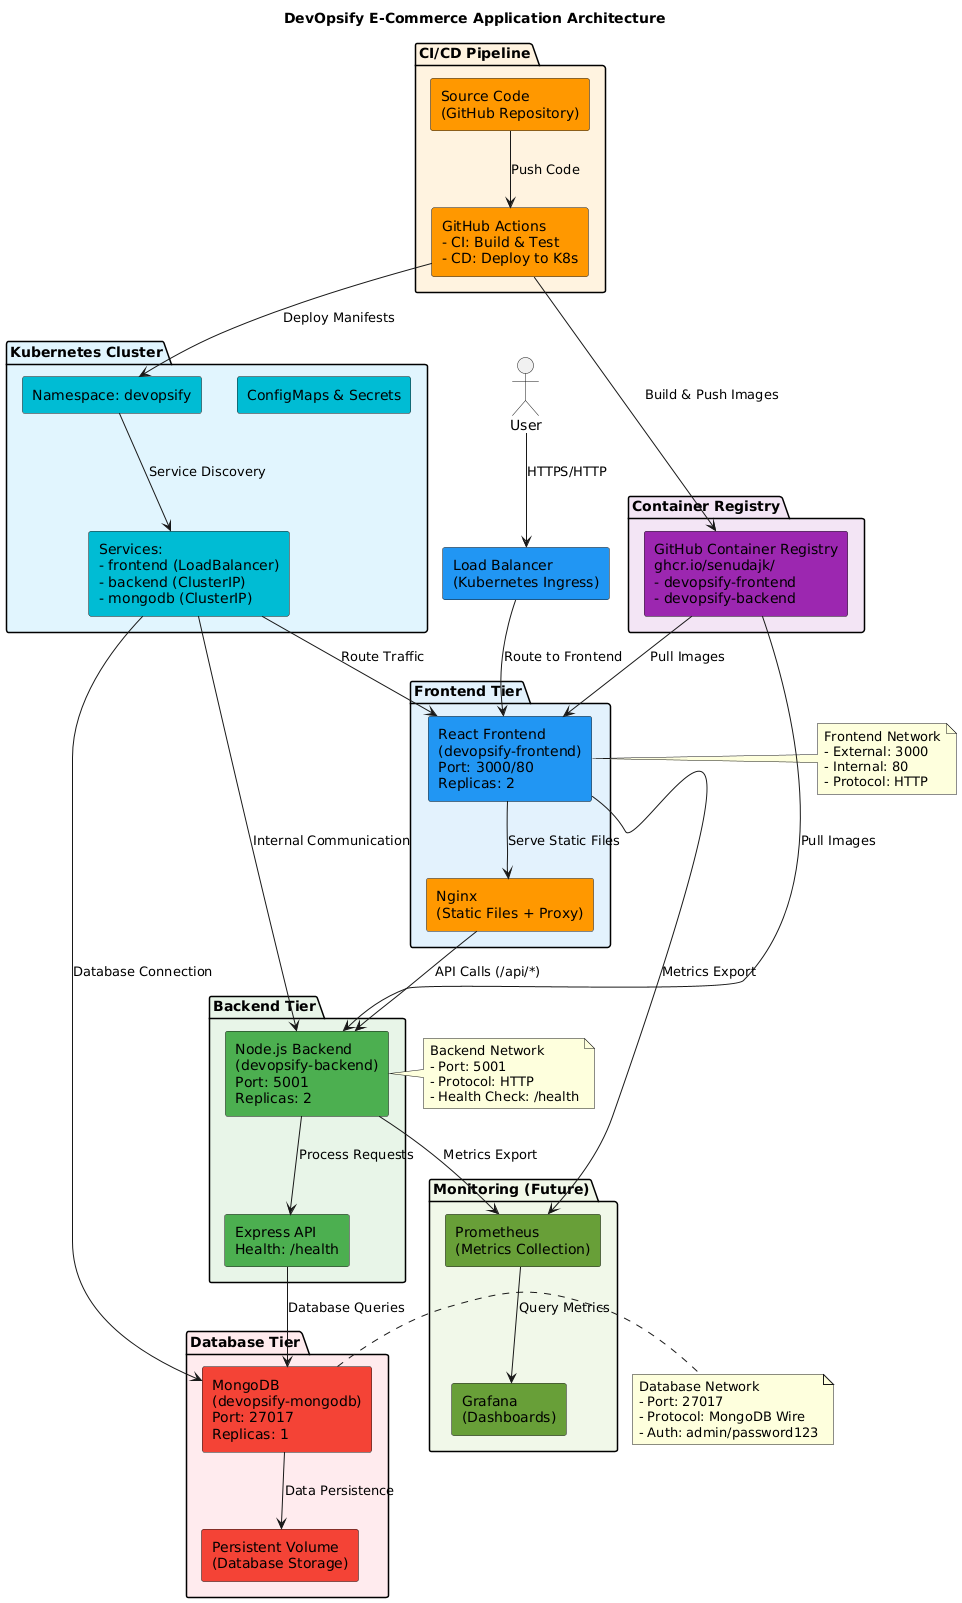 DevOpsify E-Commerce Application Architecture
CI/CD Pipeline
Source Code
(GitHub Repository)
Push Code
GitHub Actions
- CI: Build & Test
- CD: Deploy to K8s
Deploy Manifests
Kubernetes Cluster
Namespace: devopsify
ConfigMaps & Secrets
User
Build & Push Images
Service Discovery
HTTPS/HTTP
Container Registry
Services:
- frontend (LoadBalancer)
- backend (ClusterIP)
- mongodb (ClusterIP)
Load Balancer
(Kubernetes Ingress)
GitHub Container Registry
ghcr.io/senudajk/
- devopsify-frontend
- devopsify-backend
Route Traffic
Route to Frontend
Pull Images
Frontend Tier
React Frontend
(devopsify-frontend)
Port: 3000/80
Replicas: 2
Frontend Network
- External: 3000
- Internal: 80
- Protocol: HTTP
Internal Communication
Serve Static Files
Pull Images
Nginx
(Static Files + Proxy)
Database Connection
API Calls (/api/*)
Metrics Export
Backend Tier
Node.js Backend
(devopsify-backend)
Port: 5001
Replicas: 2
Backend Network
- Port: 5001
- Protocol: HTTP
- Health Check: /health
Process Requests
Metrics Export
Monitoring (Future)
Express API
Health: /health
Prometheus
(Metrics Collection)
Database Queries
Query Metrics
Database Tier
MongoDB
(devopsify-mongodb)
Port: 27017
Replicas: 1
Grafana
(Dashboards)
Database Network
- Port: 27017
- Protocol: MongoDB Wire
- Auth: admin/password123
Data Persistence
Persistent Volume
(Database Storage)